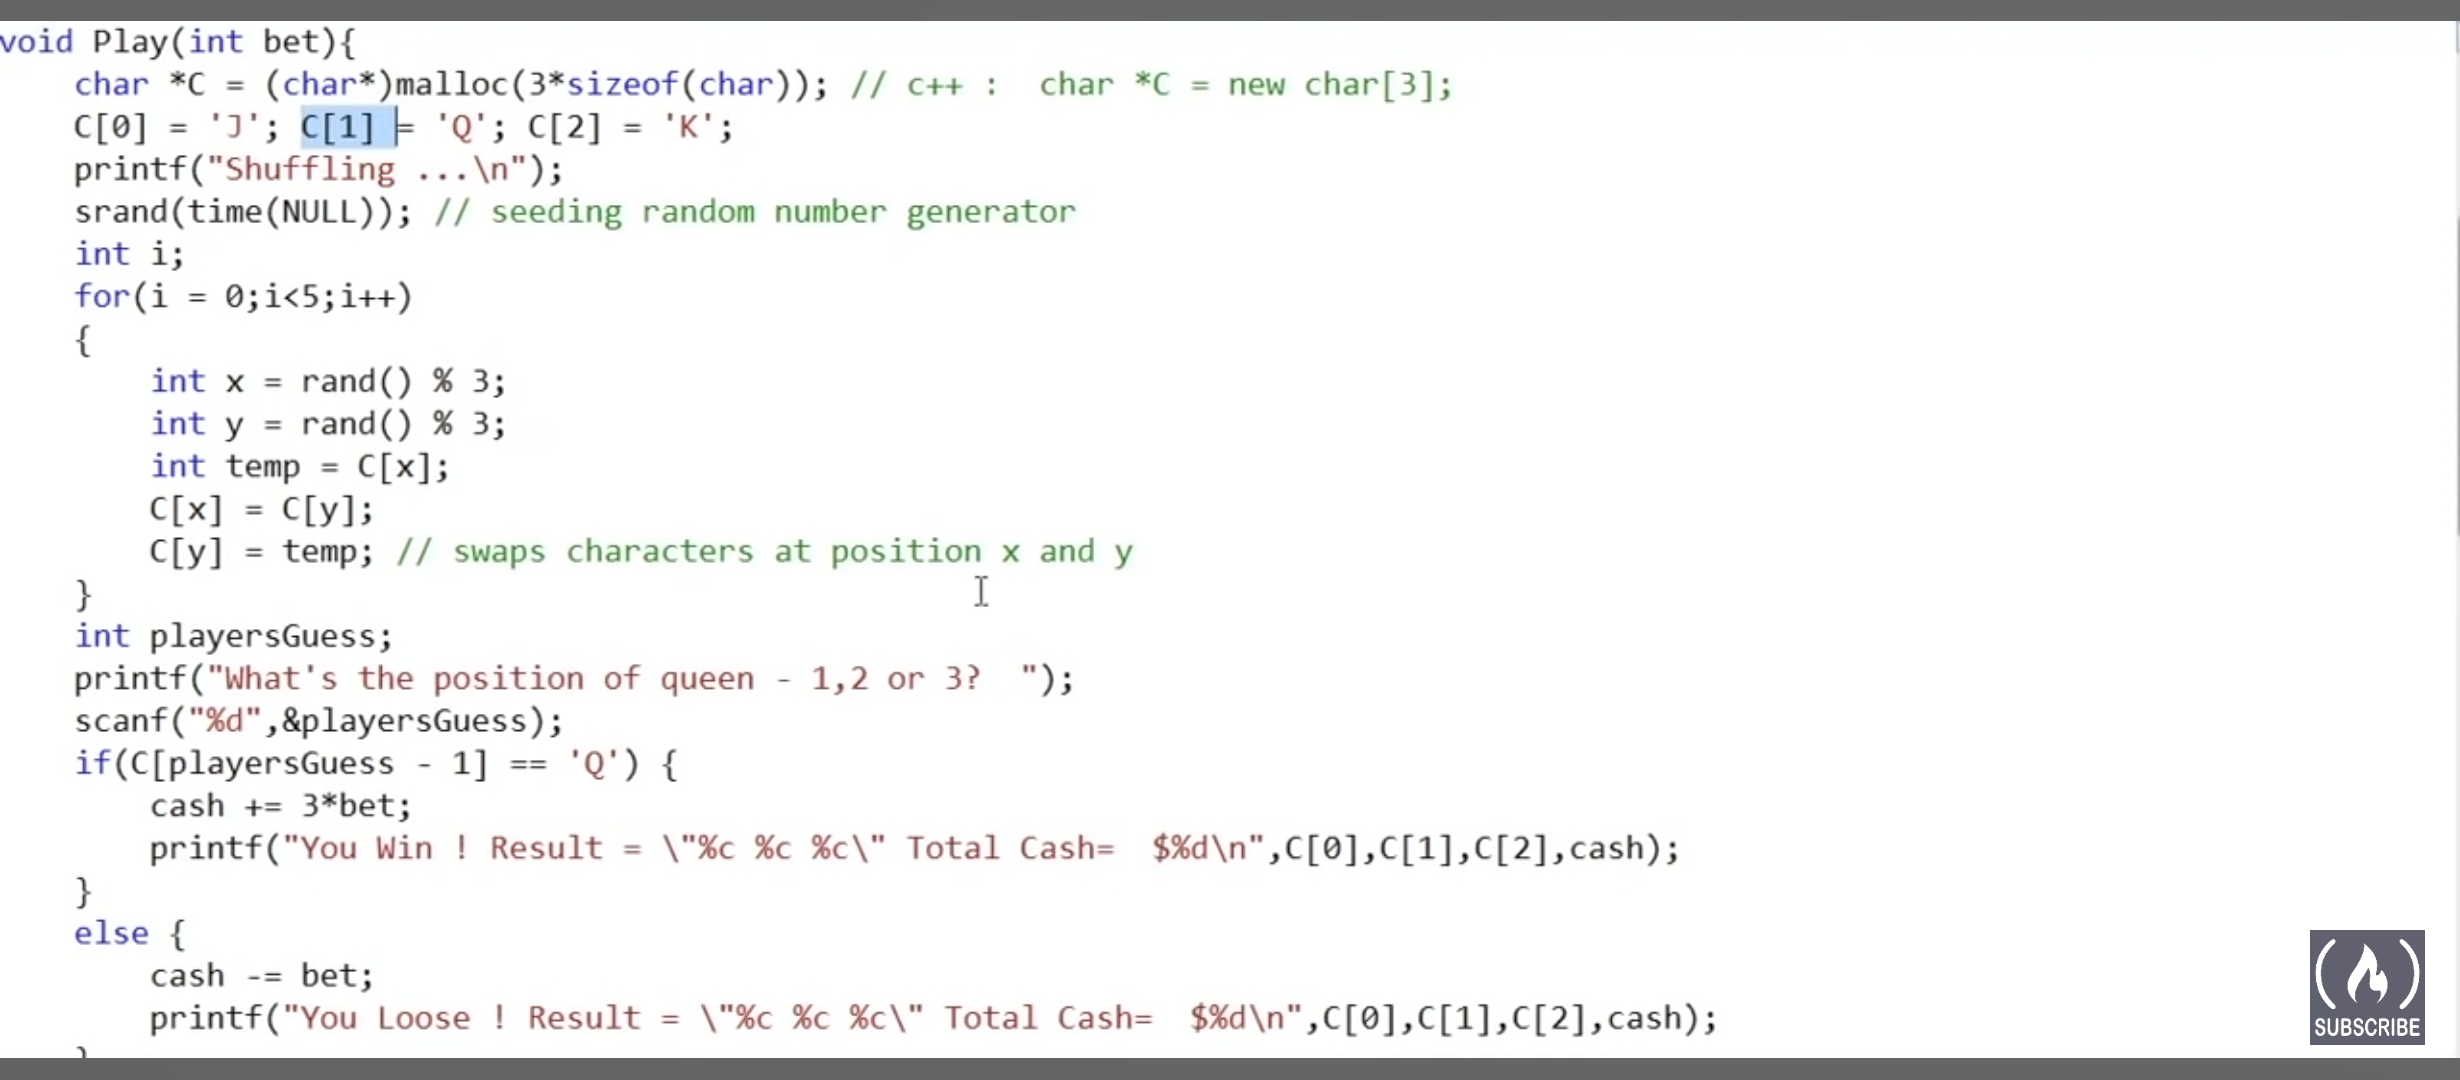 void Play(int bet){
    char *C = (char*)malloc(3*sizeof(char)); // c++ :  char *C = new char[3];
    C[0] = 'J'; C[1] = 'Q'; C[2] = 'K';
    printf("Shuffling ...\n");
    srand(time(NULL)); // seeding random number generator
    int i;
    for(i = 0;i<5;i++)
    {
        int x = rand() % 3;
        int y = rand() % 3;
        int temp = C[x];
        C[x] = C[y];
        C[y] = temp; // swaps characters at position x and y
    }
    int playersGuess;
    printf("What's the position of queen - 1,2 or 3?  ");
    scanf("%d",&playersGuess);
    if(C[playersGuess - 1] == 'Q') {
        cash += 3*bet;
        printf("You Win ! Result = \"%c %c %c\" Total Cash=  $%d\n",C[0],C[1],C[2],cash);
    }
    else {
        cash -= bet;
        printf("You Loose ! Result = \"%c %c %c\" Total Cash=  $%d\n",C[0],C[1],C[2],cash);
    }
SUBSCRIBE